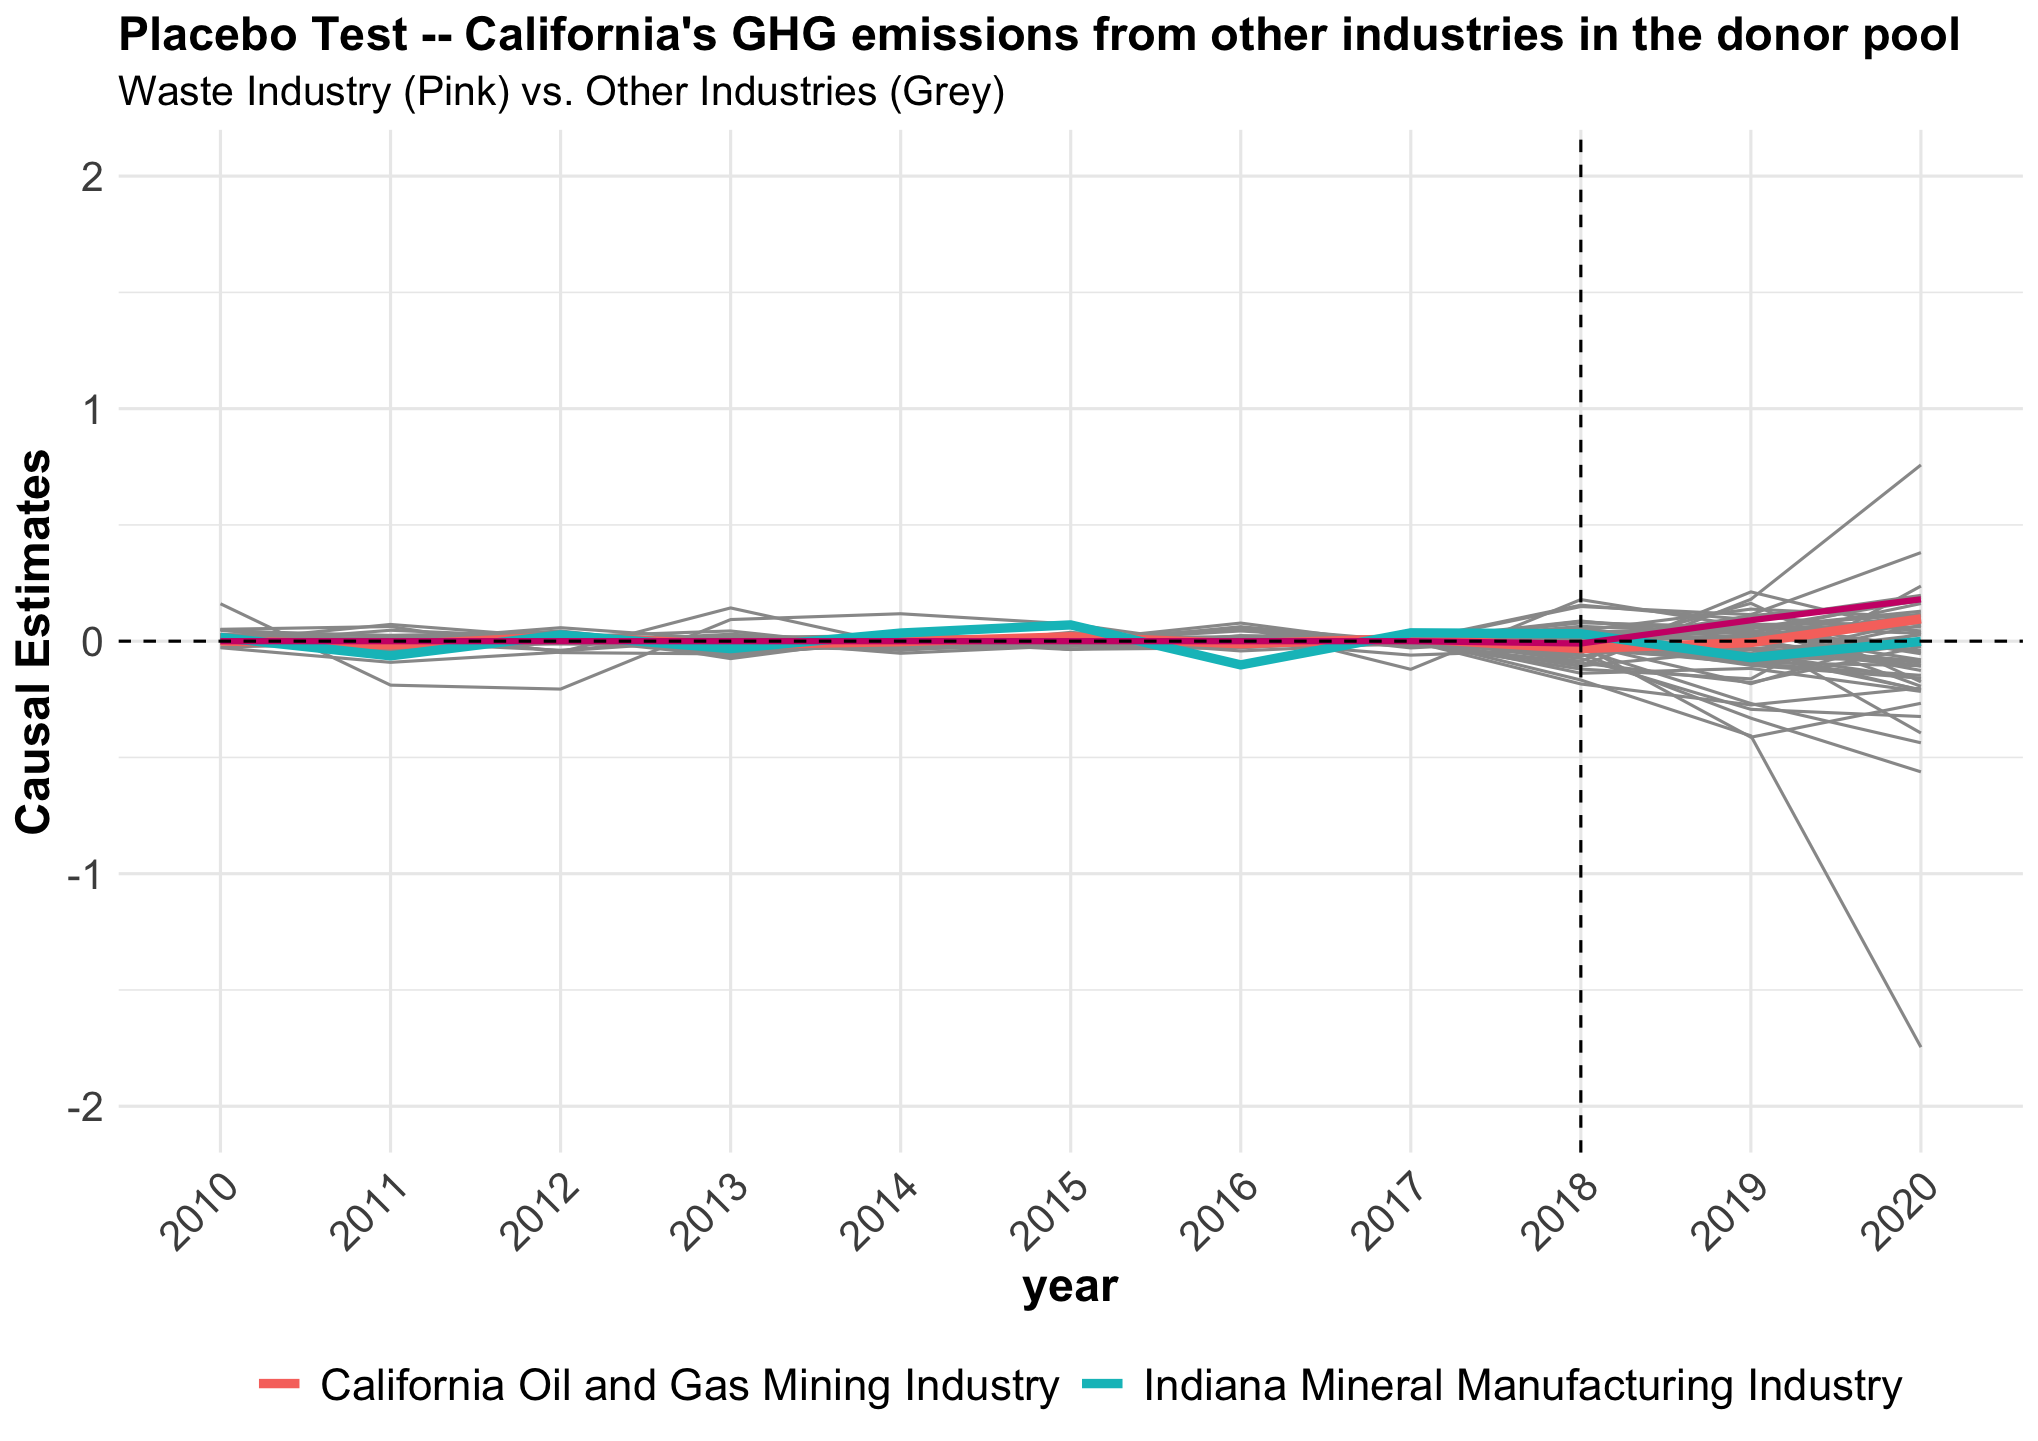 Placebo Test -- California's GHG emissions from other industries in the donor pool
Waste Industry (Pink) vs. Other Industries (Grey)
Causal Estimates
2
1
0
-1
-2
2010
2011
2012
2013
2014
2015
2016
2017
2018
2019
2020
year
California Oil and Gas Mining Industry
Indiana Mineral Manufacturing Industry